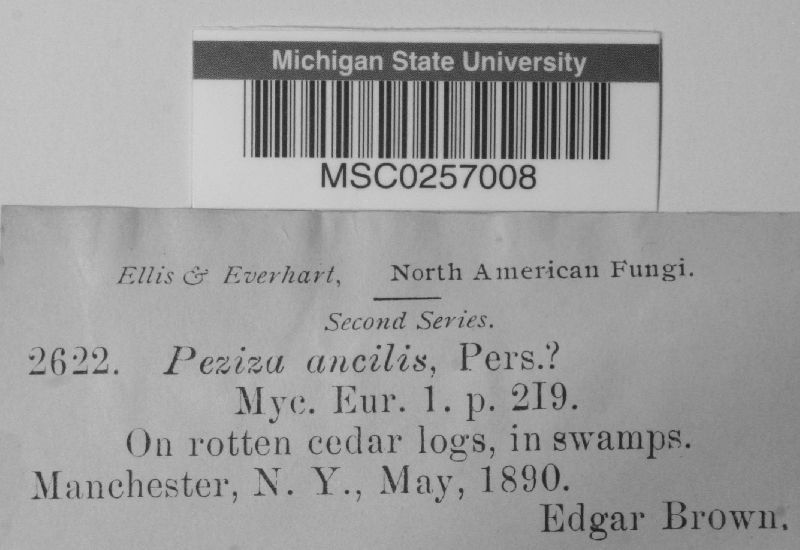 Michigan State University
MSC0257008
Ellis & Everhart, North American Fungi.
Second Series.
2622. Peziza ancilis, Pers.?
Myc. Eur. 1. p. 219.
On rotten cedar logs, in swamps.
Manchester, N. Y., May, 1890.
Edgar Brown.